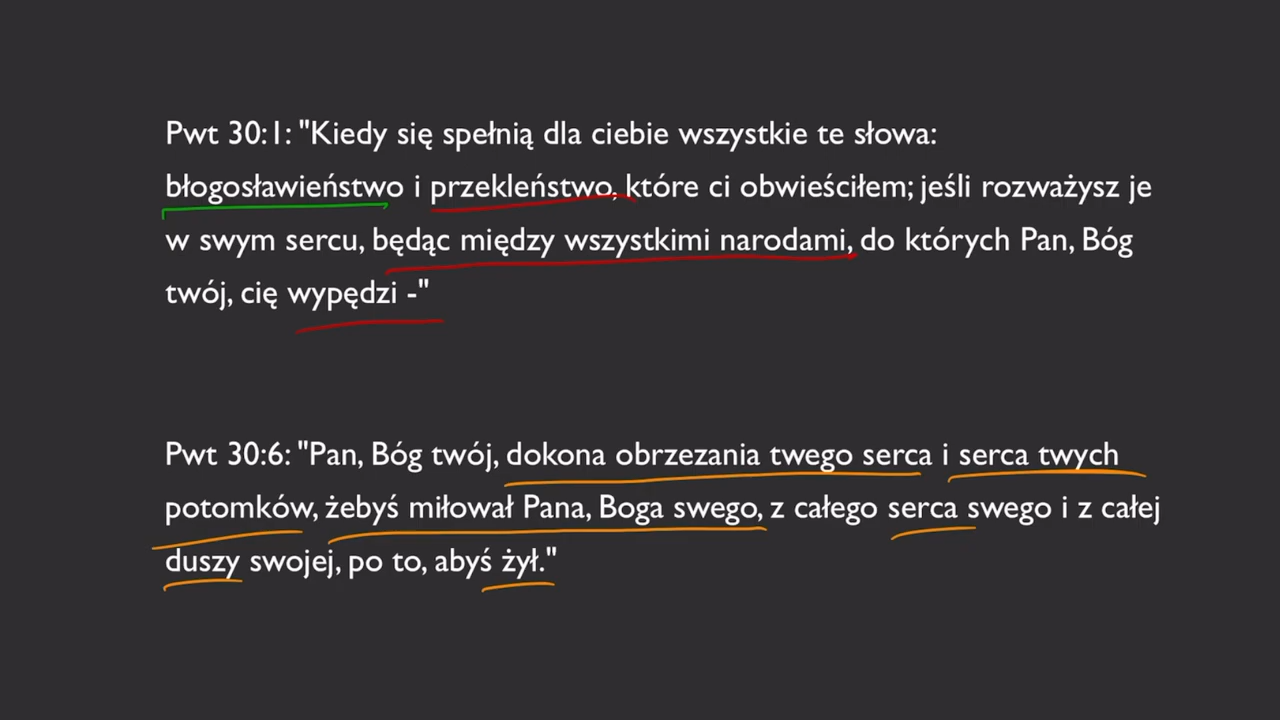 Pwt 30:1: "Kiedy się spełnią dla ciebie wszystkie te słowa:
błogosławieństwo i przekleństwo, które ci obwieściłem; jeśli rozważysz je
w swym sercu, będąc między wszystkimi narodami, do których Pan, Bóg
twój, cię wypędzi -"
Pwt 30:6: "Pan, Bóg twój, dokona obrzezania twego serca i serca twych
potomków, żebyś miłował Pana, Boga swego, z całego serca swego i z całej
duszy swojej, po to, abyś żył."